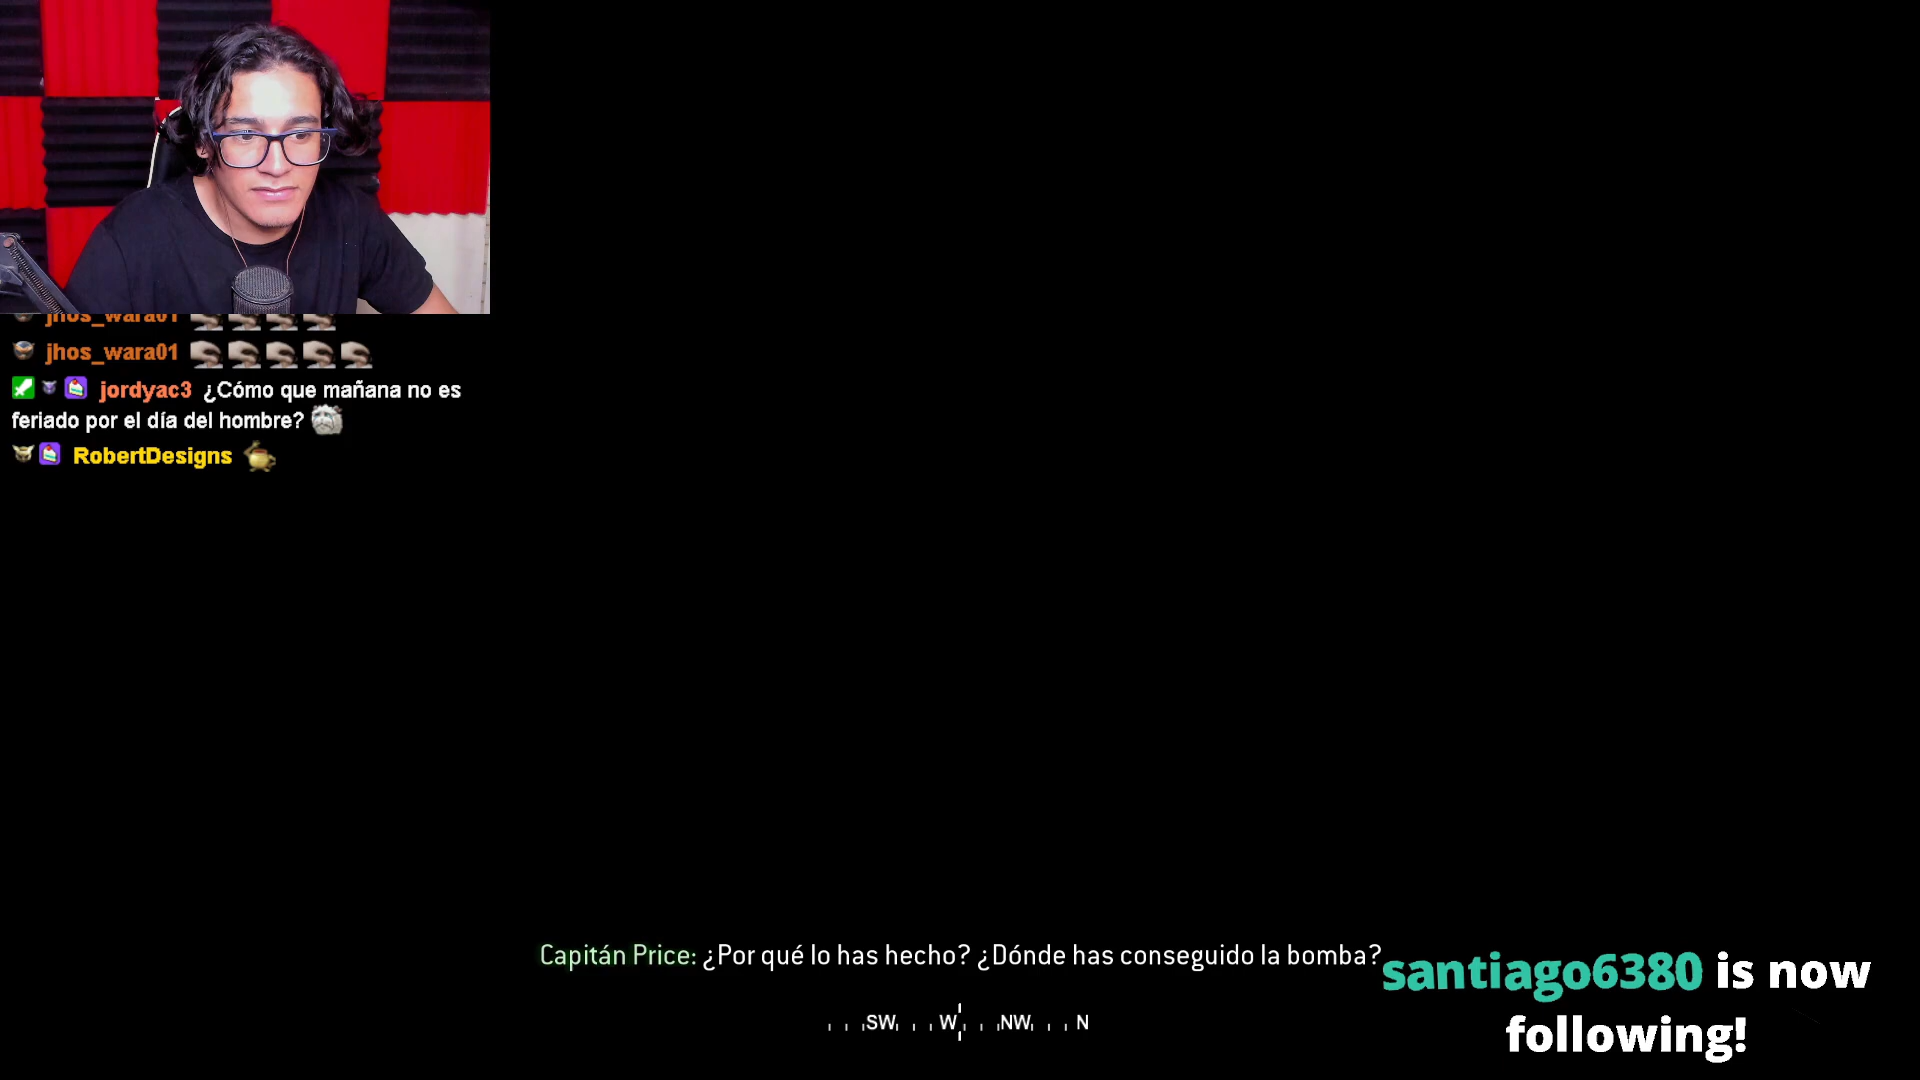 jhos_wara01
jhos_wara01
jordyac3 ¿Cómo que mañana no es
feriado por el día del hombre?
RobertDesigns
Capitán Price: ¿Por qué lo has hecho? ¿Dónde has conseguido la bomba?
santiago6380 is now
following!
SW W NW N